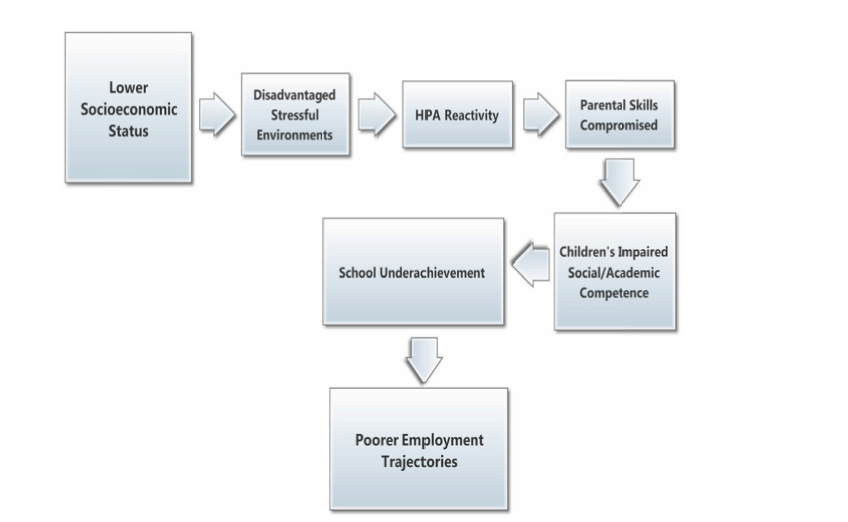 Lower
Socioeconomic
Status
Disadvantaged
Stressful
Environments
HPA Reactivity
Parental Skills
Compromised
Children's Impaired
Social/Academic
Competence
School Underachievement
Poorer Employment
Trajectories